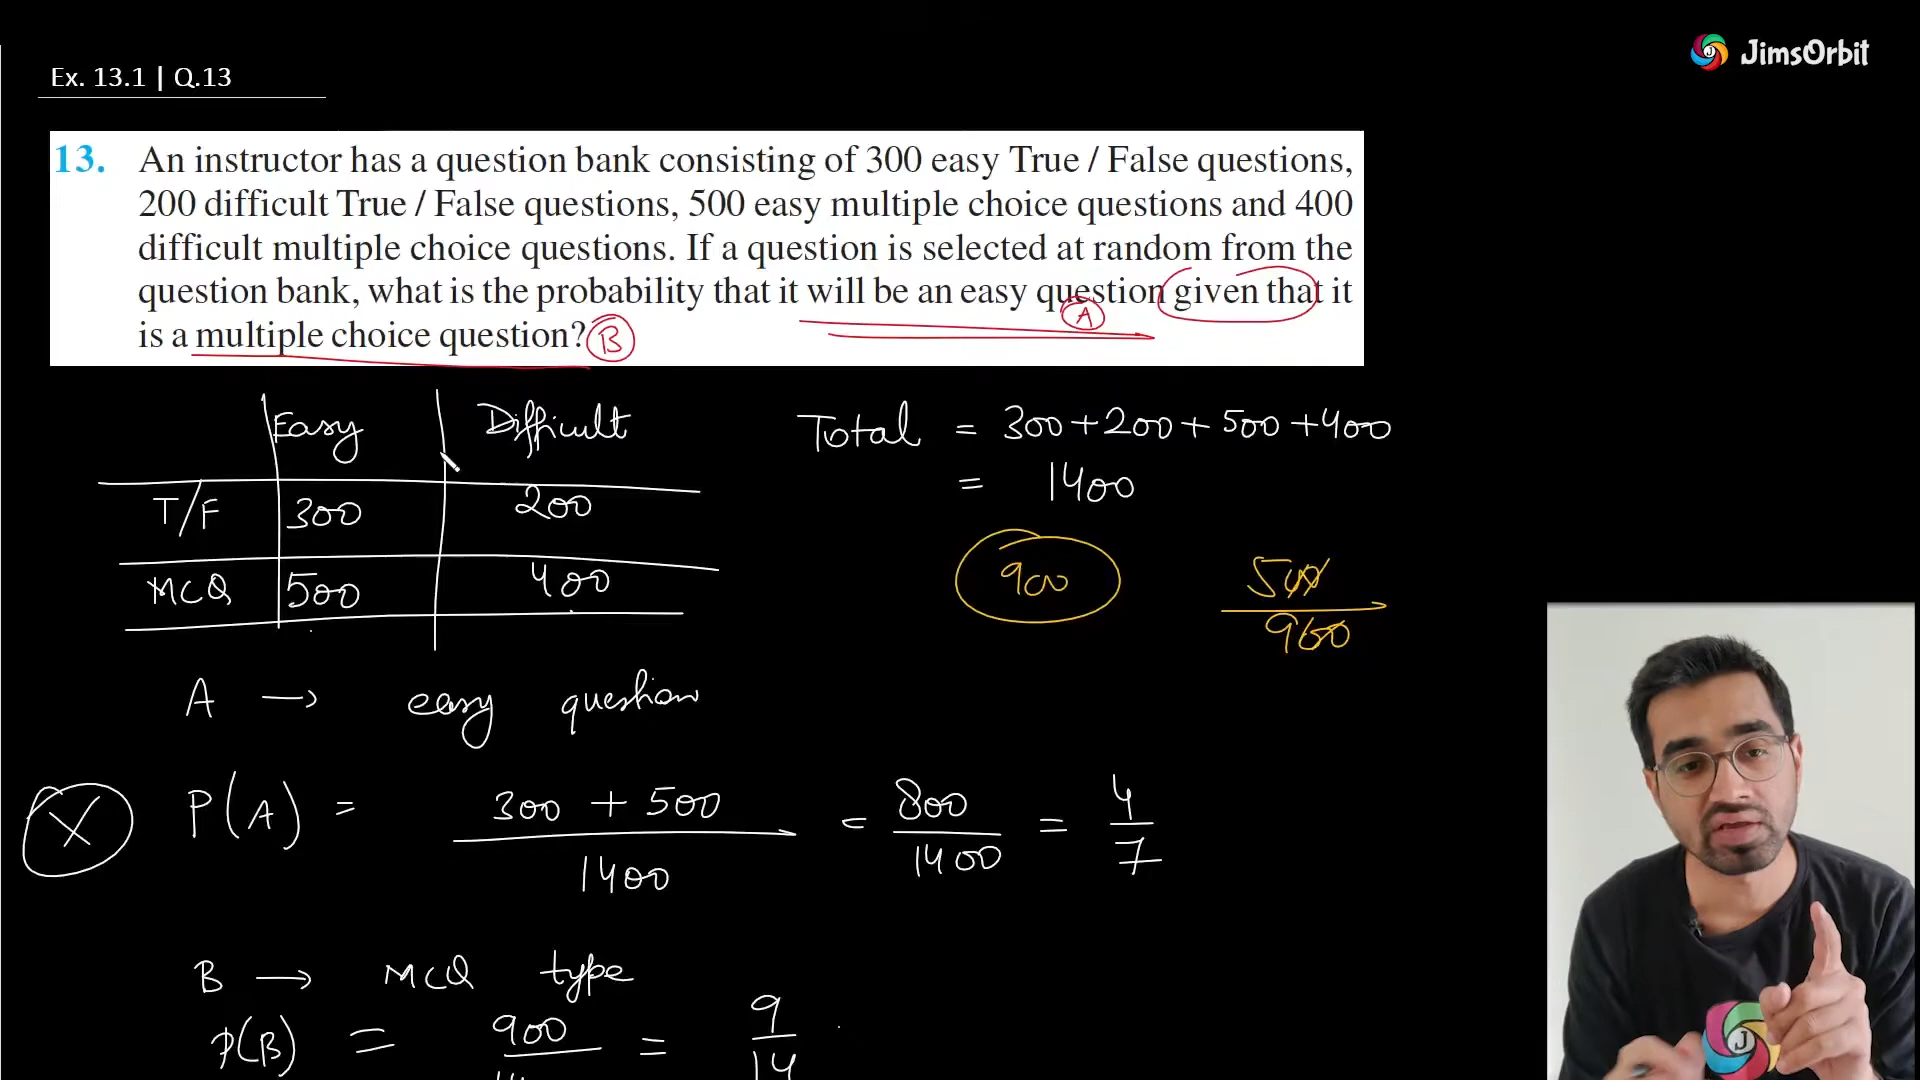 JimsOrbit
Ex. 13.1 | Q.13
13. An instructor has a question bank consisting of 300 easy True / False questions,
200 difficult True / False questions, 500 easy multiple choice questions and 400
difficult multiple choice questions. If a question is selected at random from the
question bank, what is the probability that it will be an easy question given that it
is a multiple choice question?
A
B
Easy Difficult
T/F 300 200
MCQ 500 400
Total = 300+200+500+400
= 1400
900
500
900
A → easy question
X P(A) = 300 + 500 / 1400 = 800 / 1400 = 4 / 7
B → MCQ type
P(B) = 900 / 14 = 9 / 14
J